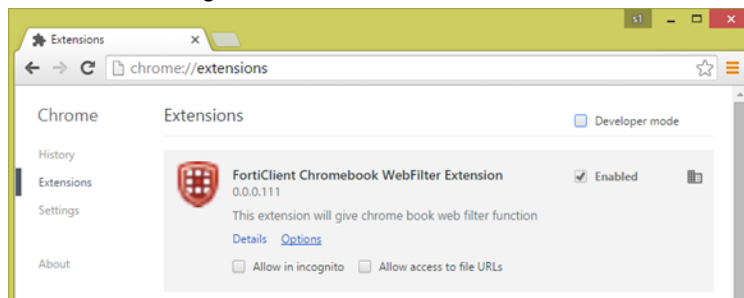 s1
Extensions
chrome://extensions
Chrome
Extensions
Developer mode
History
Extensions
Settings
About
FortiClient Chromebook WebFilter Extension
Enabled
0.0.0.111
This extension will give chrome book web filter function
Details Options
Allow in incognito Allow access to file URLs